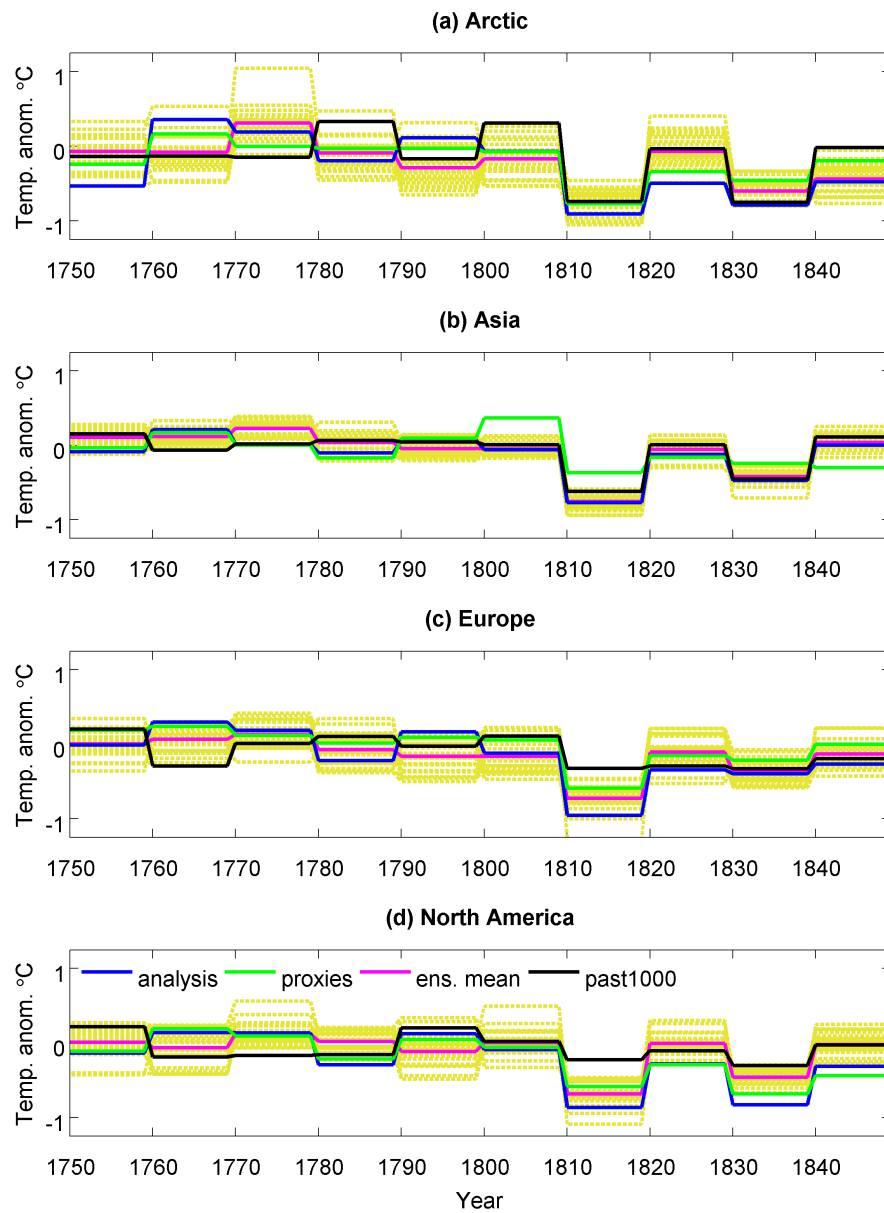 (a) Arctic
Temp. anom. °C
1
0
-1
1750 1760 1770 1780 1790 1800 1810 1820 1830 1840
(b) Asia
Temp. anom. °C
1
0
-1
1750 1760 1770 1780 1790 1800 1810 1820 1830 1840
(c) Europe
Temp. anom. °C
1
0
-1
1750 1760 1770 1780 1790 1800 1810 1820 1830 1840
(d) North America
Temp. anom. °C
1
analysis proxies ens. mean past1000
0
-1
1750 1760 1770 1780 1790 1800 1810 1820 1830 1840
Year